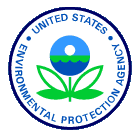 UNITED STATES
ENVIRONMENTAL PROTECTION AGENCY